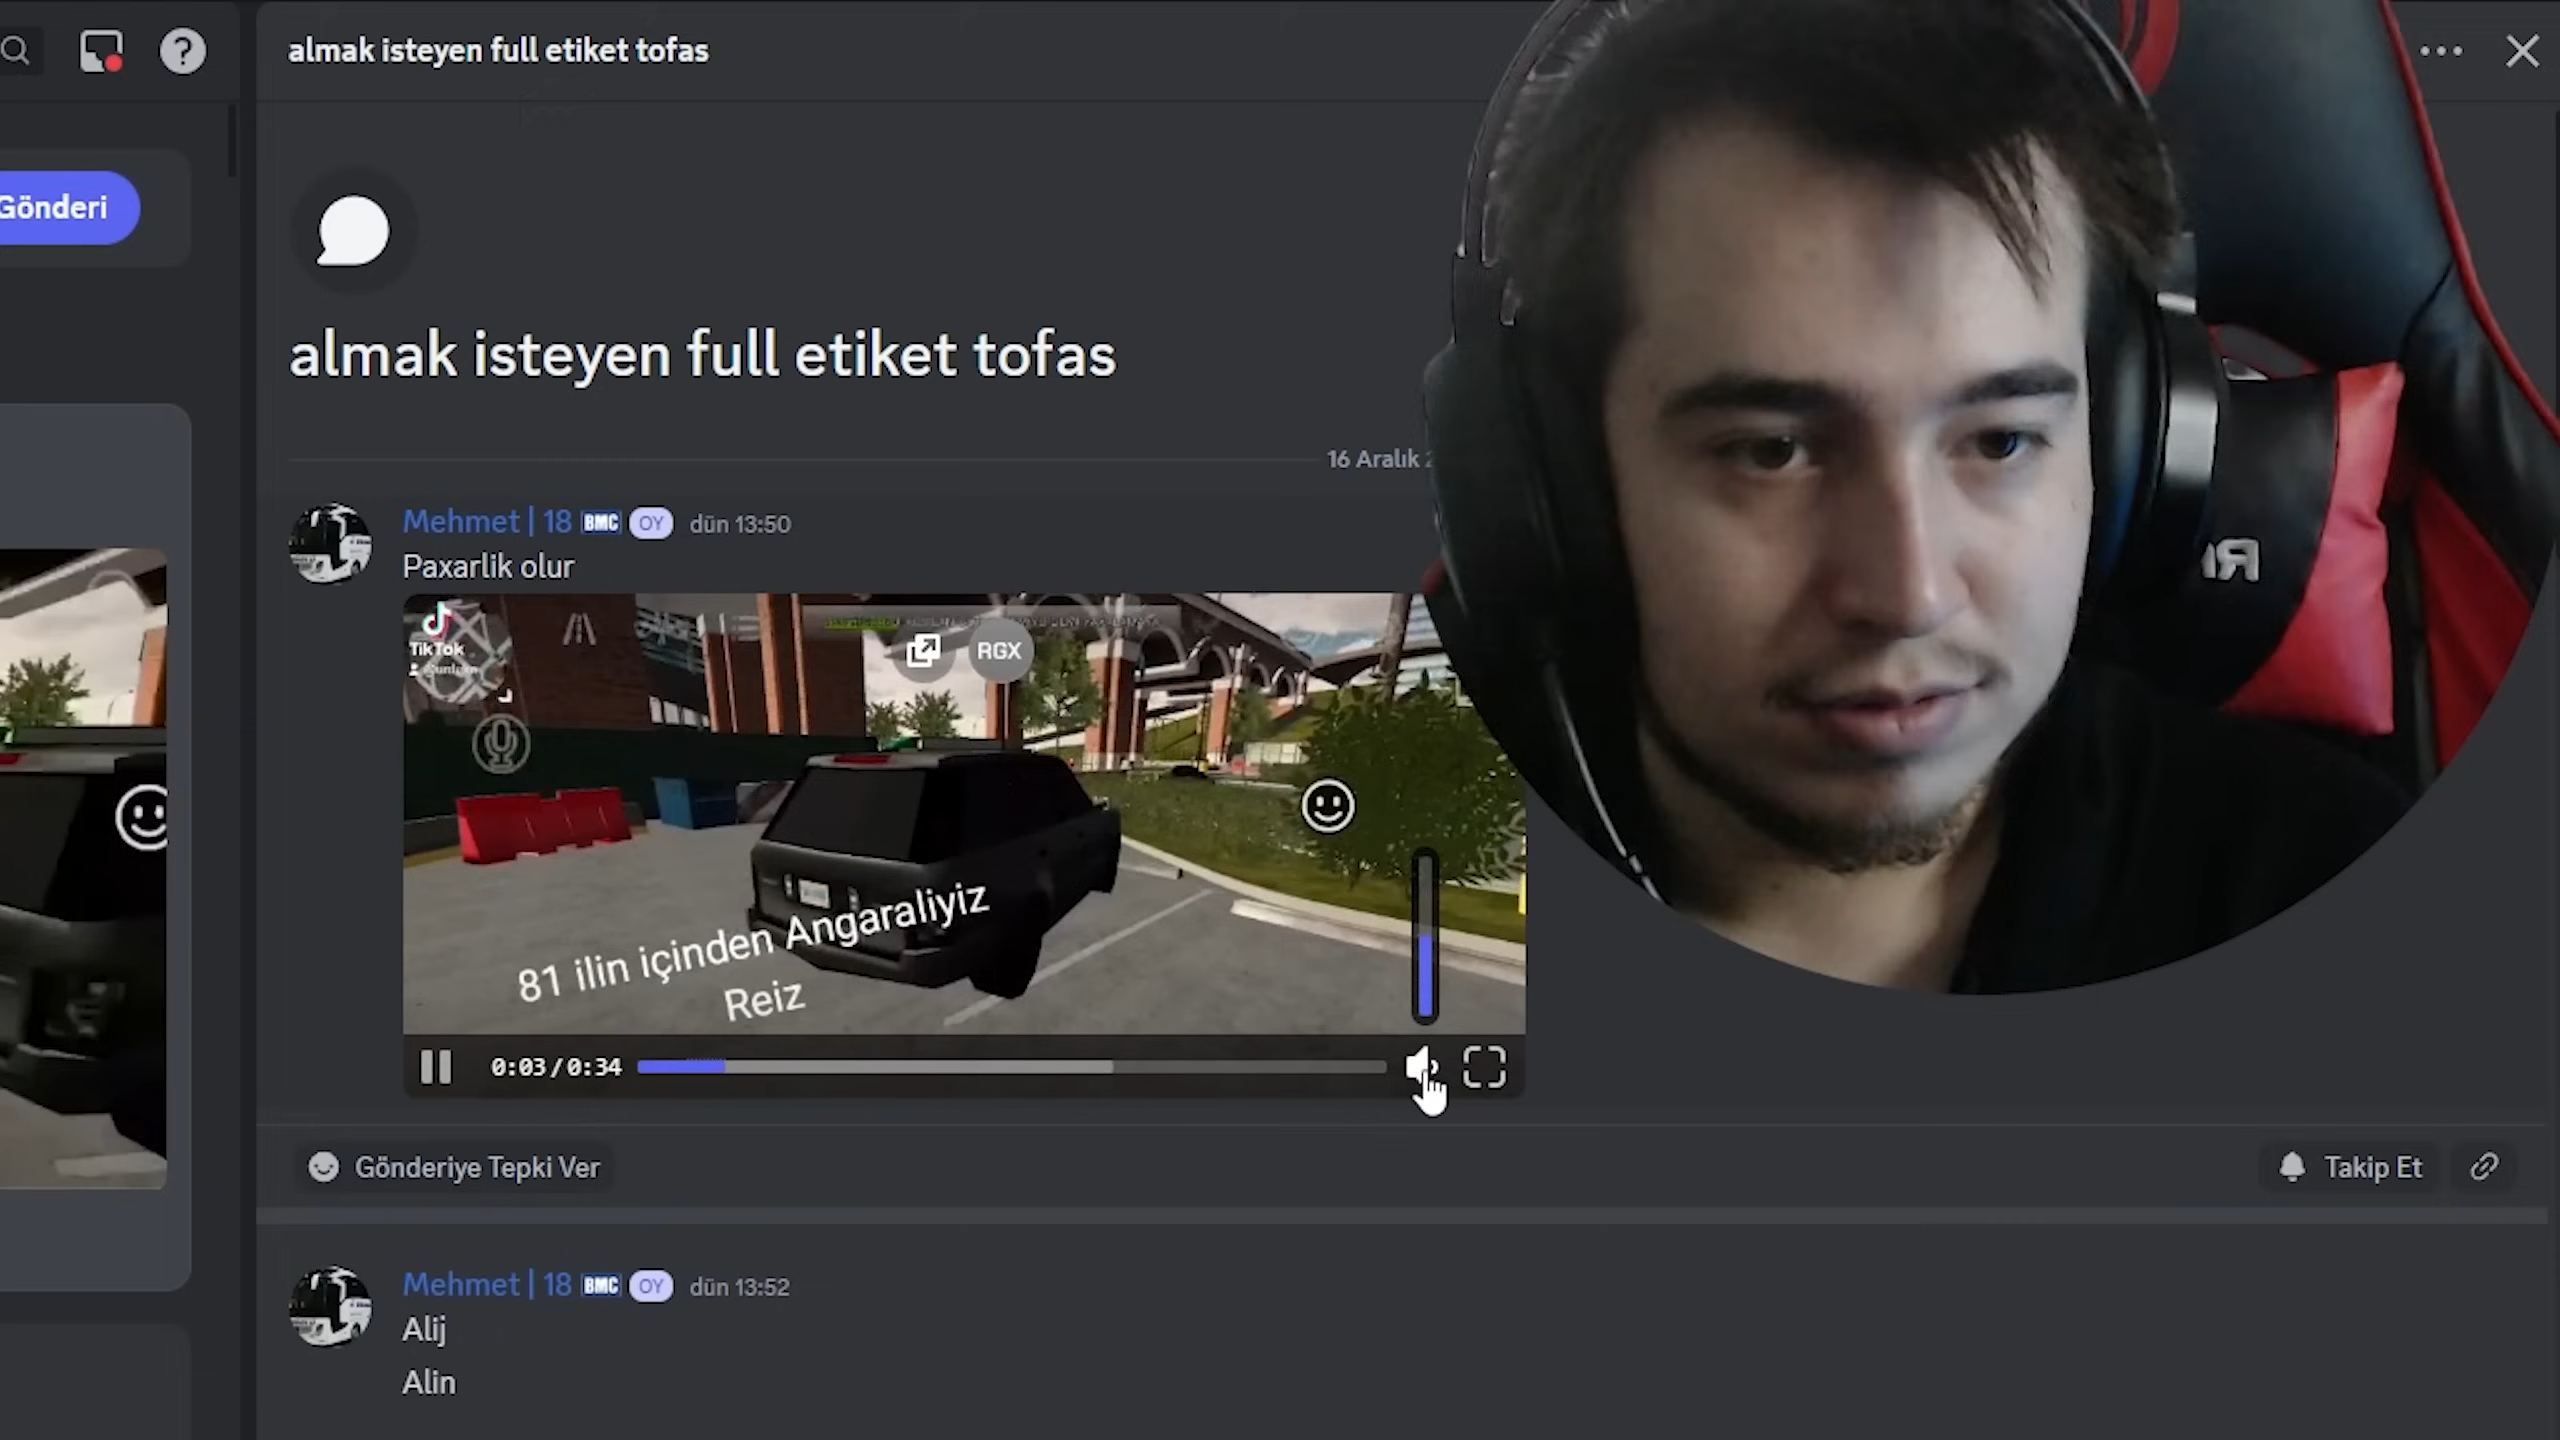 almak isteyen full etiket tofas
Gönderi
almak isteyen full etiket tofas
16 Aralık
Mehmet | 18 BMC OY dün 13:50
Paxarlik olur
TikTok
RGX
81 ilin içinden Angaraliyiz
Reiz
0:03/0:34
Gönderiye Tepki Ver
Takip Et
Mehmet | 18 BMC OY dün 13:52
Alij
Alin